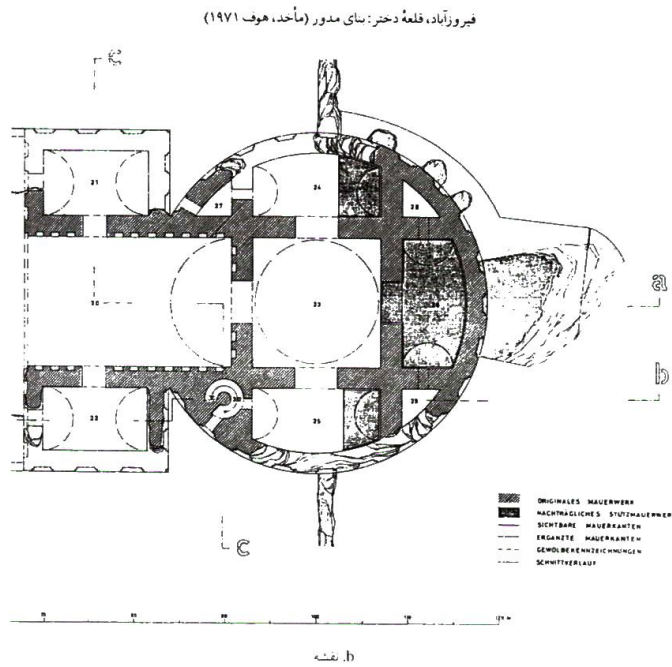 فیروزآباد، قلعهٔ دختر: بنای مدور (مأخذ، هوف ۱۹۷۱)
21
27
24
28
20
23
22
25
29
a
b
c
ORIGINALES MAUERWERK
NACHTRÄGLICHES STÜTZMAUERWERK
SICHTBARE MAUERKANTEN
ERGÄNZTE MAUERKANTEN
GEWÖLBEKENNZEICHNUNGEN
SCHNITTVERLAUF
b. نقشه